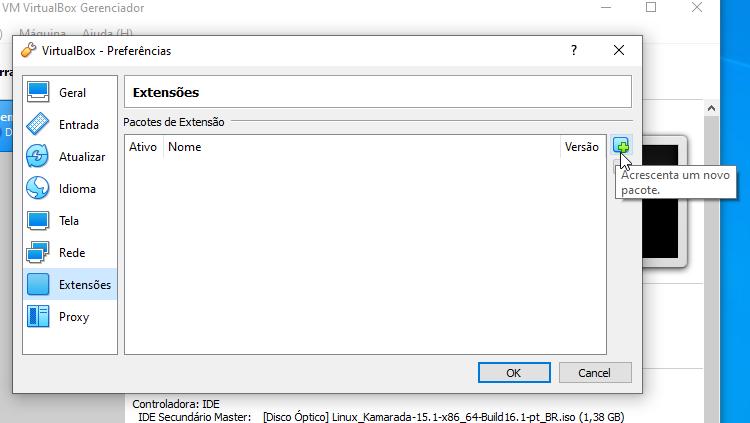 VM VirtualBox Gerenciador
Máquina Ajuda (H)
VirtualBox - Preferências
?
Geral
Entrada
Atualizar
Idioma
Tela
Rede
Extensões
Proxy
Extensões
Pacotes de Extensão
Ativo Nome Versão
Acrescenta um novo
pacote.
OK Cancel
Controladora: IDE
IDE Secundário Master: [Disco Óptico] Linux_Kamarada-15.1-x86_64-Build16.1-pt_BR.iso (1,38 GB)